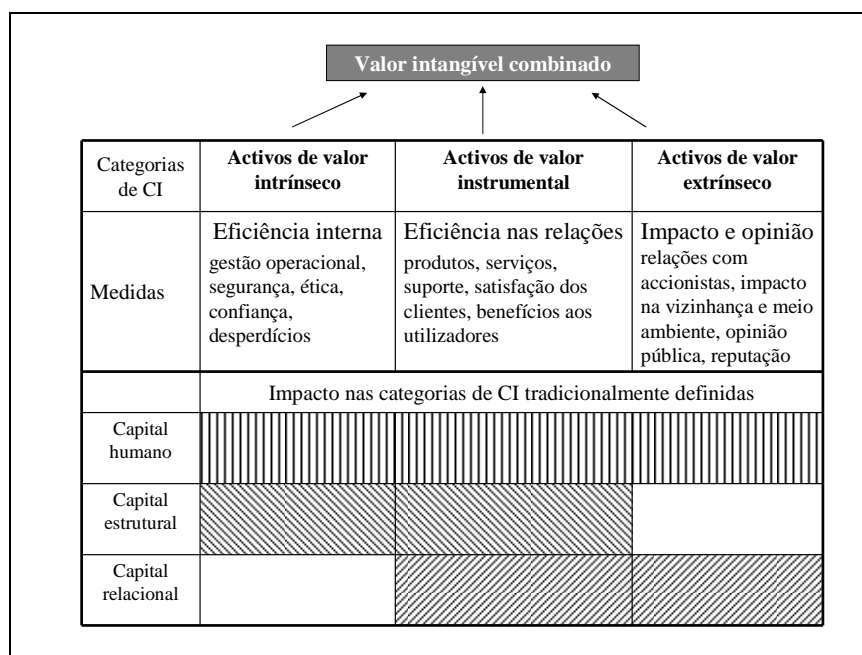 Valor intangível combinado
Categorias
de CI
Activos de valor
intrínseco
Activos de valor
instrumental
Activos de valor
extrínseco
Medidas
Eficiência interna
gestão operacional,
segurança, ética,
confiança,
desperdícios
Eficiência nas relações
produtos, serviços,
suporte, satisfação dos
clientes, benefícios aos
utilizadores
Impacto e opinião
relações com
accionistas, impacto
na vizinhança e meio
ambiente, opinião
pública, reputação
Impacto nas categorias de CI tradicionalmente definidas
Capital
humano
Capital
estrutural
Capital
relacional